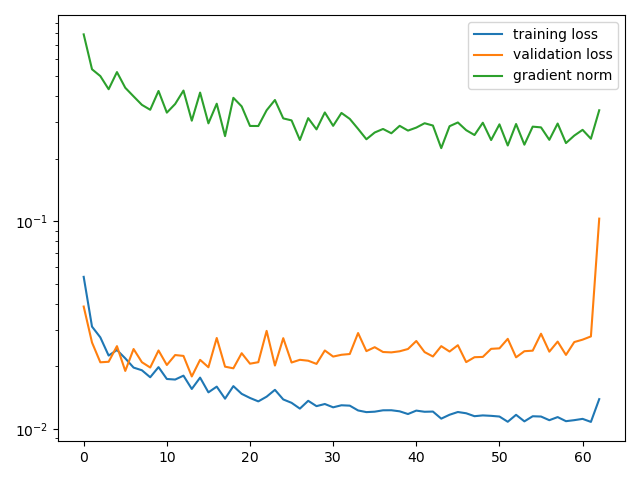 training loss
validation loss
gradient norm
10⁻¹
10⁻²
0 10 20 30 40 50 60